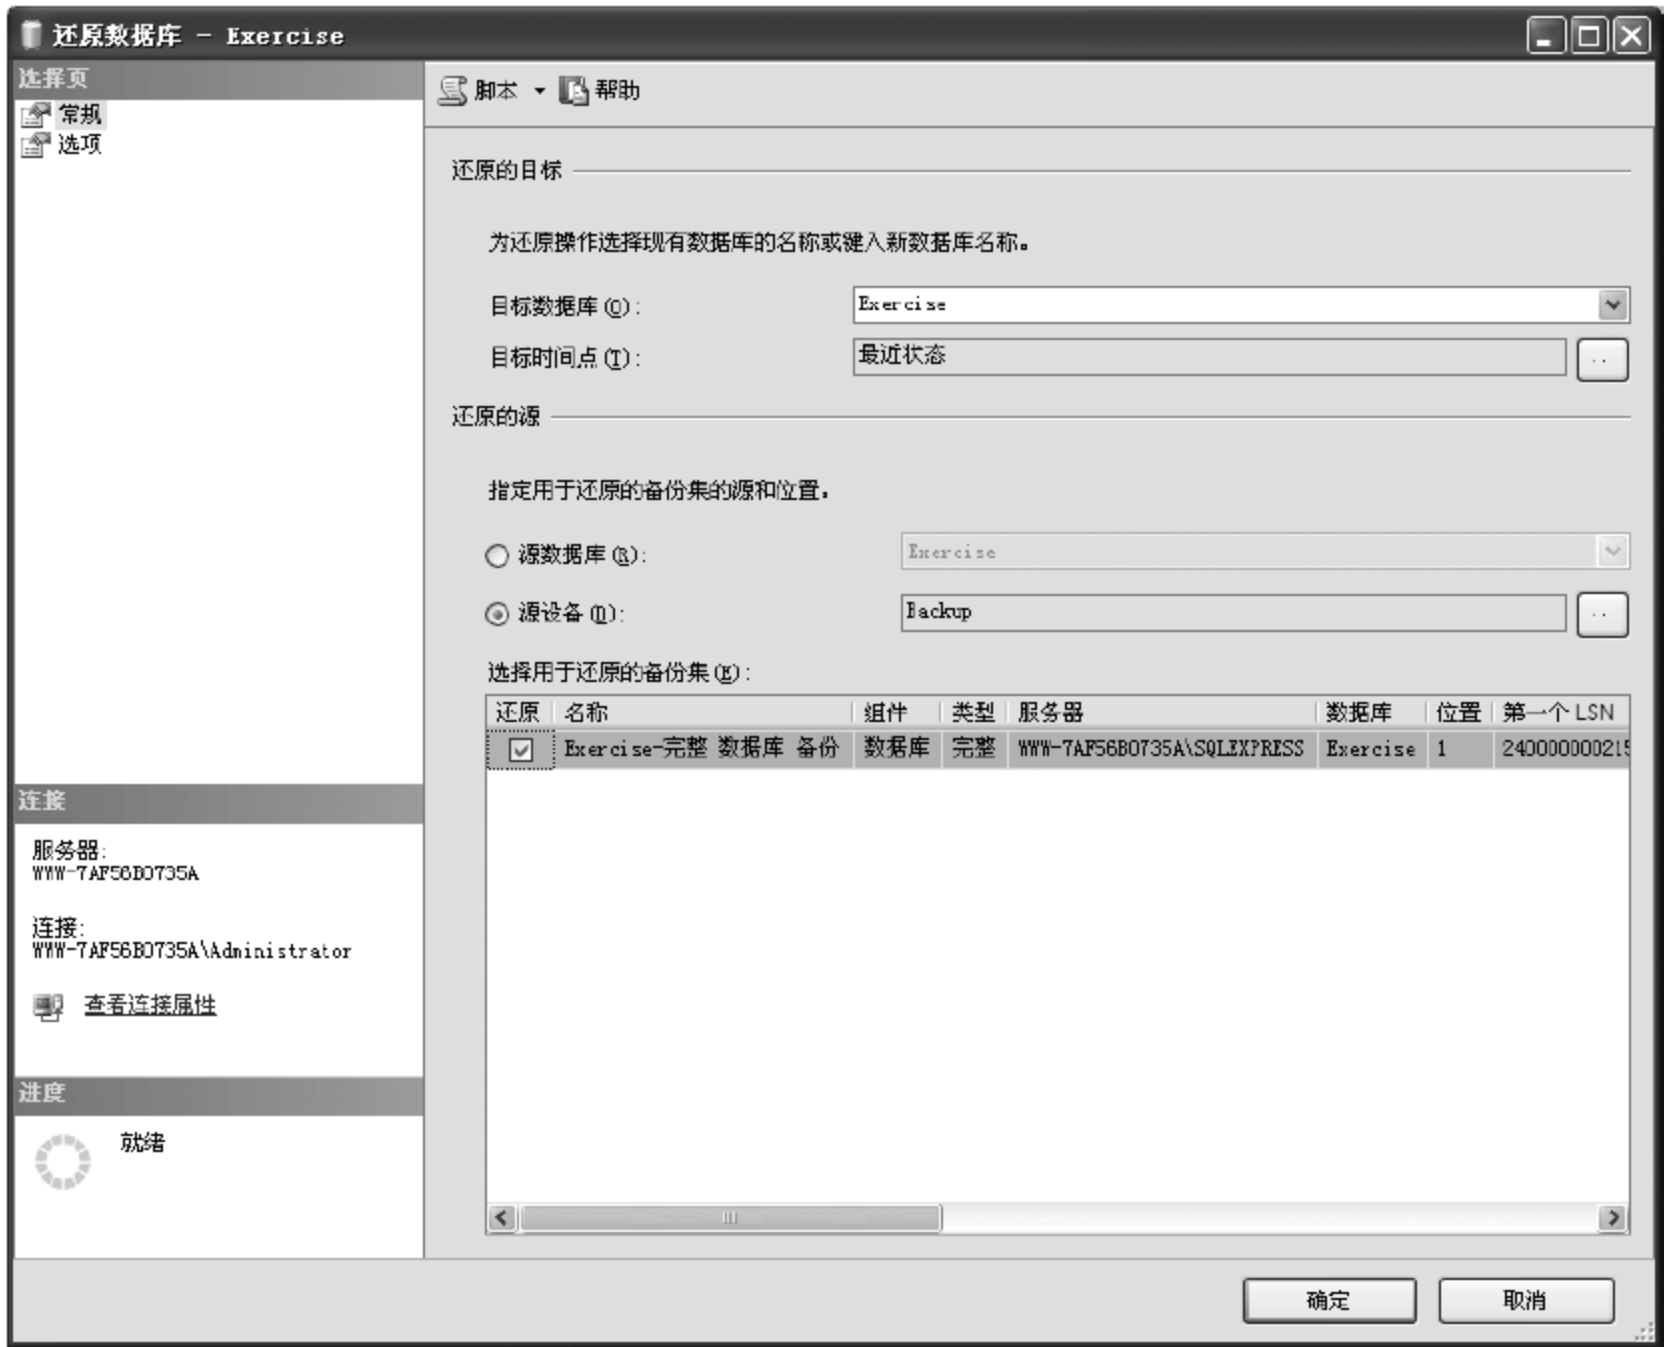 还原数据库 - Exercise
选择页
常规
选项
脚本 帮助
还原的目标
为还原操作选择现有数据库的名称或键入新数据库名称。
目标数据库(O): Exercise
目标时间点(T): 最近状态
还原的源
指定用于还原的备份集的源和位置。
源数据库(R): Exercise
源设备(D): Backup
选择用于还原的备份集(E):
还原 名称 组件 类型 服务器 数据库 位置 第一个 LSN
Exercise-完整 数据库 备份 数据库 完整 WWW-7AF56B0735A\SQLEXPRESS Exercise 1 240000000215
连接
服务器:
WWW-7AF56B0735A
连接:
WWW-7AF56B0735A\Administrator
查看连接属性
进度
就绪
确定 取消